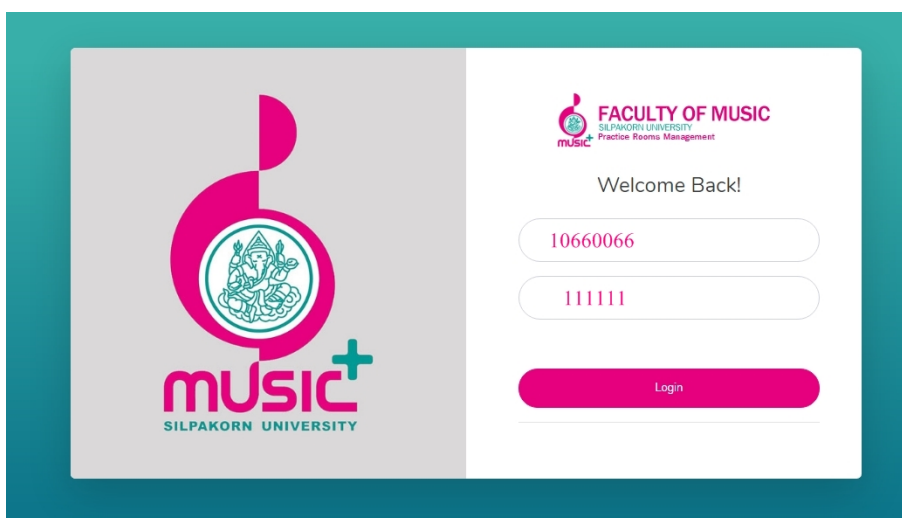 music+
SILPAKORN UNIVERSITY
FACULTY OF MUSIC
SILPAKORN UNIVERSITY
Practice Rooms Management
music+
Welcome Back!
10660066
111111
Login